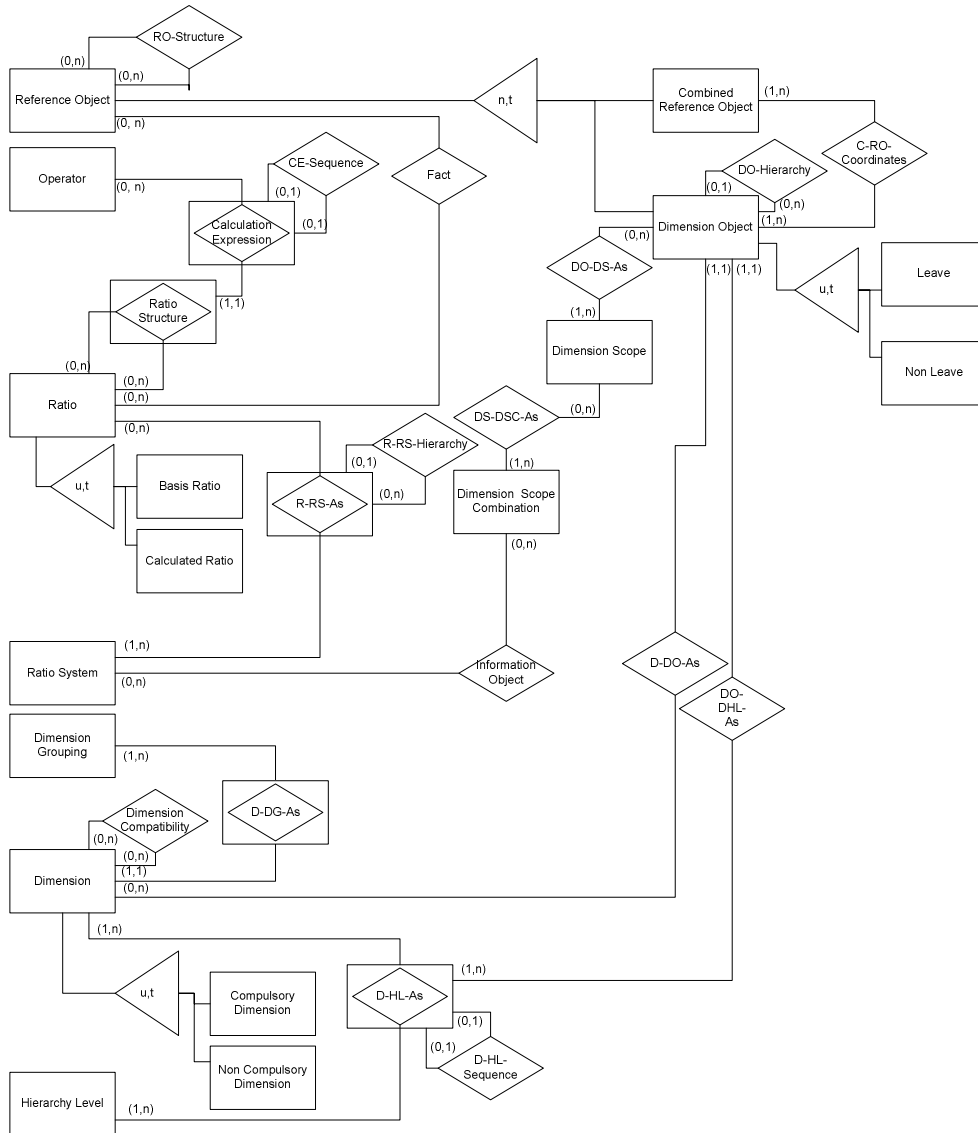 RO-Structure
(0,n)
(0,n)
Reference Object
(0, n)
n,t
Combined
Reference Object
(1,n)
C-RO-
Coordinates
Operator
(0, n)
CE-Sequence
(0,1)
(0,1)
Calculation
Expression
(1,1)
Fact
DO-Hierarchy
(0,1)
(0,n)
(1,n)
Dimension Object
(0,n)
(1,1)
(1,1)
DO-DS-As
(1,n)
Dimension Scope
(0,n)
u,t
Leave
Non Leave
Ratio
Structure
(0,n)
(0,n)
(0,n)
(0,n)
Ratio
DS-DSC-As
(1,n)
Dimension Scope
Combination
(0,n)
R-RS-Hierarchy
(0,1)
(0,n)
R-RS-As
u,t
Basis Ratio
Calculated Ratio
(1,n)
Ratio System
(0,n)
Information
Object
D-DO-As
DO-
DHL-
As
Dimension
Grouping
(1,n)
D-DG-As
Dimension
Compatibility
(0,n)
(0,n)
(1,1)
(0,n)
Dimension
(1,n)
(1,n)
D-HL-As
(0,1)
(0,1)
D-HL-
Sequence
u,t
Compulsory
Dimension
Non Compulsory
Dimension
Hierarchy Level
(1,n)